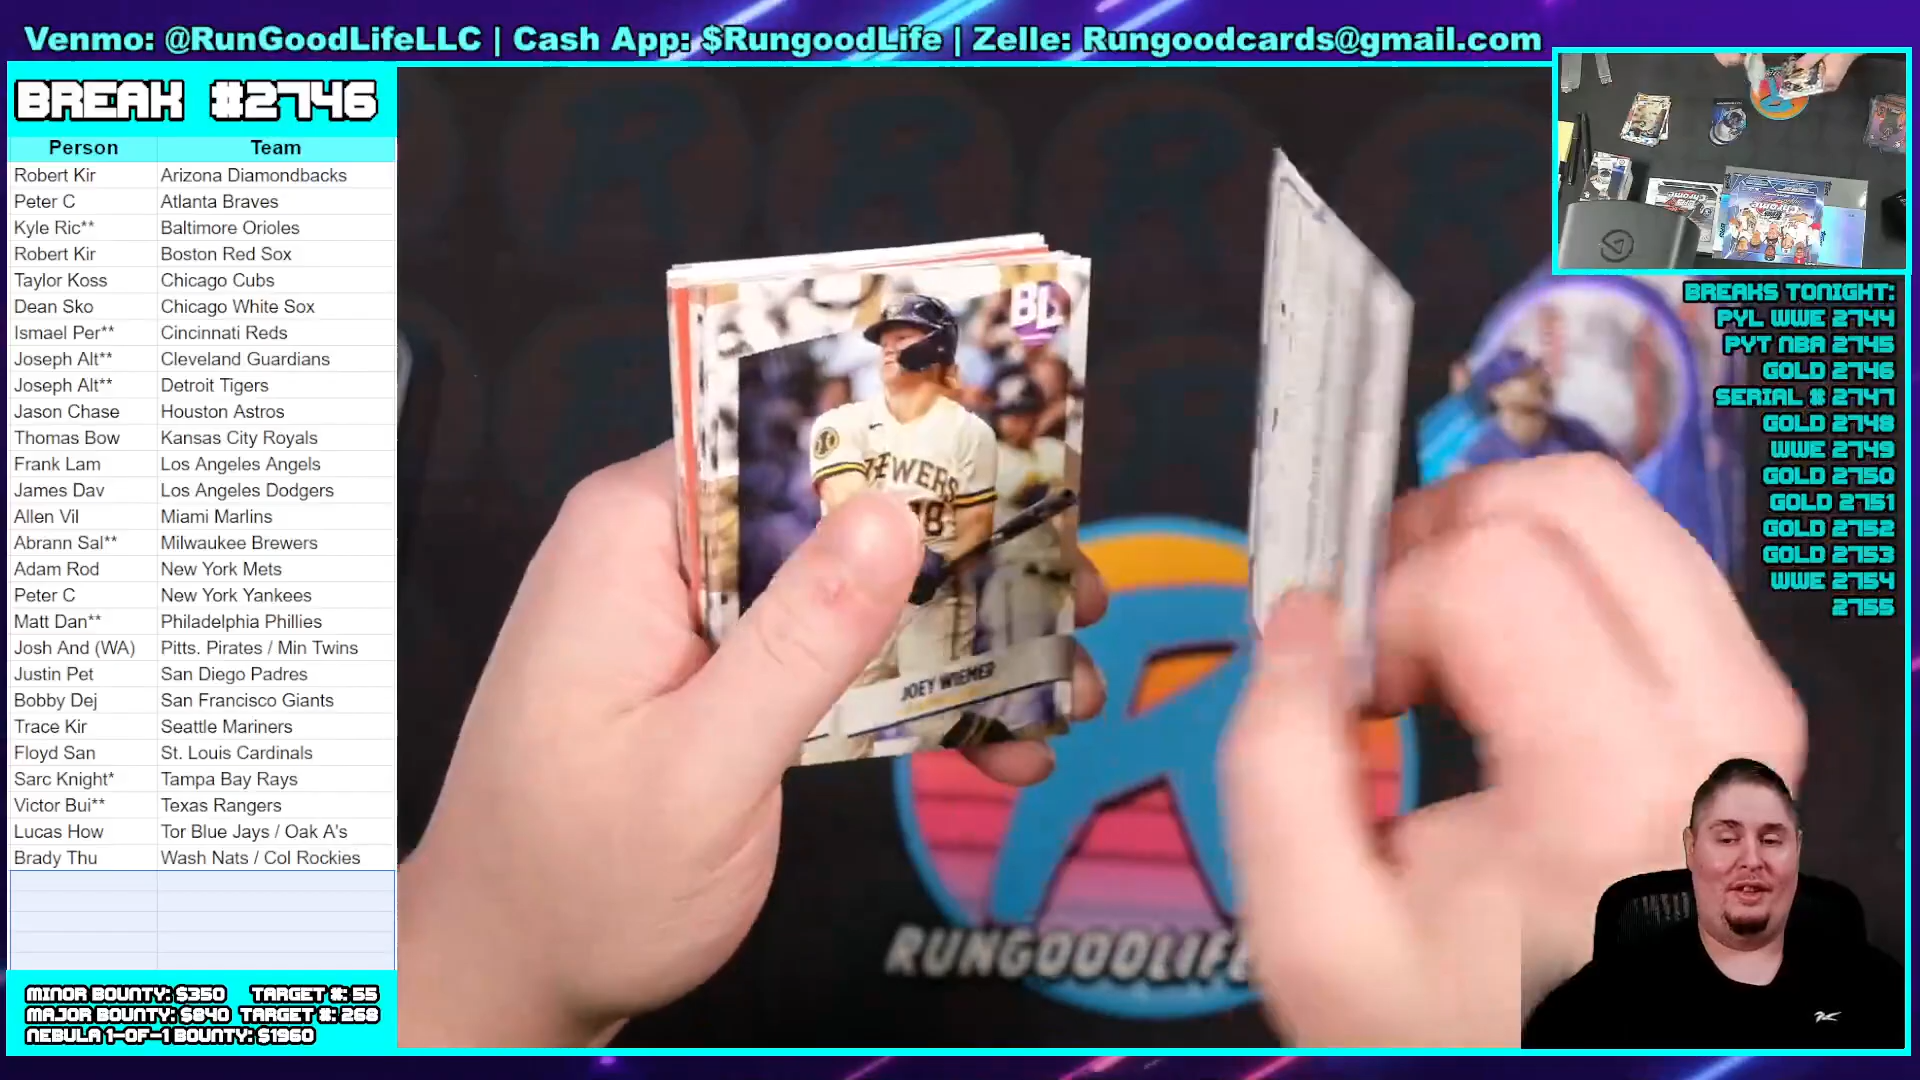 Venmo: @RunGoodLifeLLC | Cash App: $RungoodLife | Zelle: Rungoodcards@gmail.com
BREAK #2746
Person Team
Robert Kir Arizona Diamondbacks
Peter C Atlanta Braves
Kyle Ric** Baltimore Orioles
Robert Kir Boston Red Sox
Taylor Koss Chicago Cubs
Dean Sko Chicago White Sox
Ismael Per** Cincinnati Reds
Joseph Alt** Cleveland Guardians
Joseph Alt** Detroit Tigers
Jason Chase Houston Astros
Thomas Bow Kansas City Royals
Frank Lam Los Angeles Angels
James Dav Los Angeles Dodgers
Allen Vil Miami Marlins
Abrann Sal** Milwaukee Brewers
Adam Rod New York Mets
Peter C New York Yankees
Matt Dan** Philadelphia Phillies
Josh And (WA) Pitts. Pirates / Min Twins
Justin Pet San Diego Padres
Bobby Dej San Francisco Giants
Trace Kir Seattle Mariners
Floyd San St. Louis Cardinals
Sarc Knight* Tampa Bay Rays
Victor Bui** Texas Rangers
Lucas How Tor Blue Jays / Oak A's
Brady Thu Wash Nats / Col Rockies
MINOR BOUNTY: $350 TARGET #: 55
MAJOR BOUNTY: $840 TARGET #: 268
NEBULA 1-OF-1 BOUNTY: $1960
BREAKS TONIGHT:
PYL WWE 2744
PYT NBA 2745
GOLD 2746
SERIAL # 2747
GOLD 2748
WWE 2749
GOLD 2750
GOLD 2751
GOLD 2752
GOLD 2753
WWE 2754
2755
BL
EWERS
18
JOEY WIEMER
RUNGOODLIFE